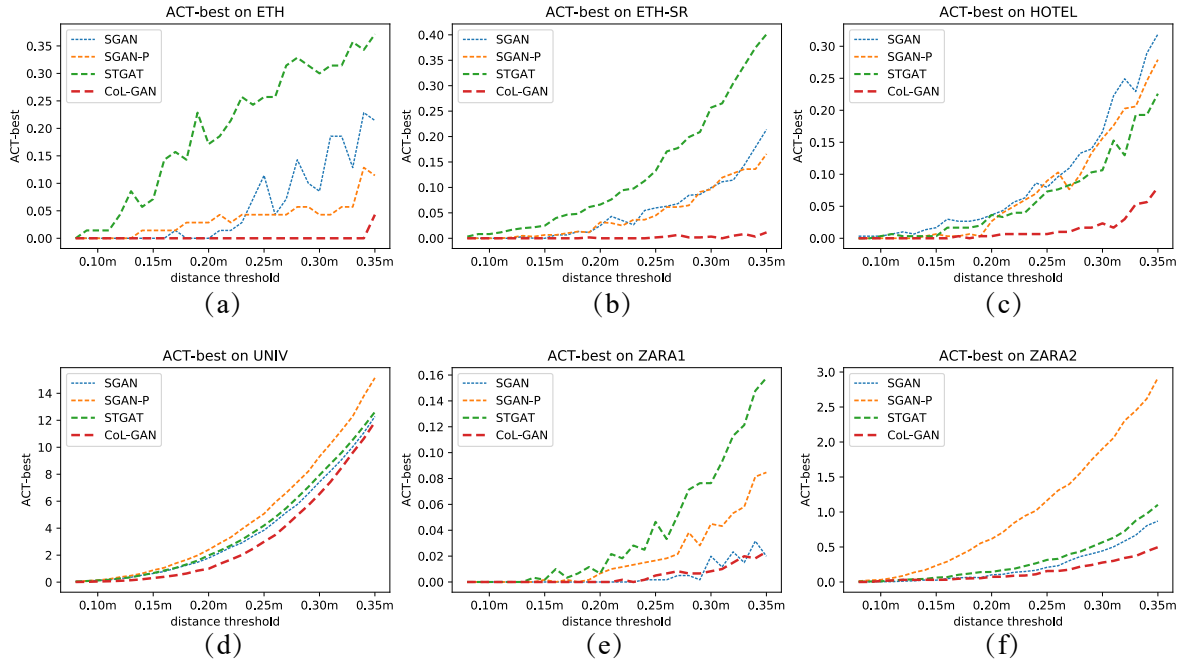 ACT-best on ETH
ACT-best
0.35
0.30
0.25
0.20
0.15
0.10
0.05
0.00
SGAN
SGAN-P
STGAT
CoL-GAN
0.10m 0.15m 0.20m 0.25m 0.30m 0.35m
distance threshold
(a)
ACT-best on ETH-SR
ACT-best
0.40
0.35
0.30
0.25
0.20
0.15
0.10
0.05
0.00
SGAN
SGAN-P
STGAT
CoL-GAN
0.10m 0.15m 0.20m 0.25m 0.30m 0.35m
distance threshold
(b)
ACT-best on HOTEL
ACT-best
0.30
0.25
0.20
0.15
0.10
0.05
0.00
SGAN
SGAN-P
STGAT
CoL-GAN
0.10m 0.15m 0.20m 0.25m 0.30m 0.35m
distance threshold
(c)
ACT-best on UNIV
ACT-best
14
12
10
8
6
4
2
0
SGAN
SGAN-P
STGAT
CoL-GAN
0.10m 0.15m 0.20m 0.25m 0.30m 0.35m
distance threshold
(d)
ACT-best on ZARA1
ACT-best
0.16
0.14
0.12
0.10
0.08
0.06
0.04
0.02
0.00
SGAN
SGAN-P
STGAT
CoL-GAN
0.10m 0.15m 0.20m 0.25m 0.30m 0.35m
distance threshold
(e)
ACT-best on ZARA2
ACT-best
3.0
2.5
2.0
1.5
1.0
0.5
0.0
SGAN
SGAN-P
STGAT
CoL-GAN
0.10m 0.15m 0.20m 0.25m 0.30m 0.35m
distance threshold
(f)